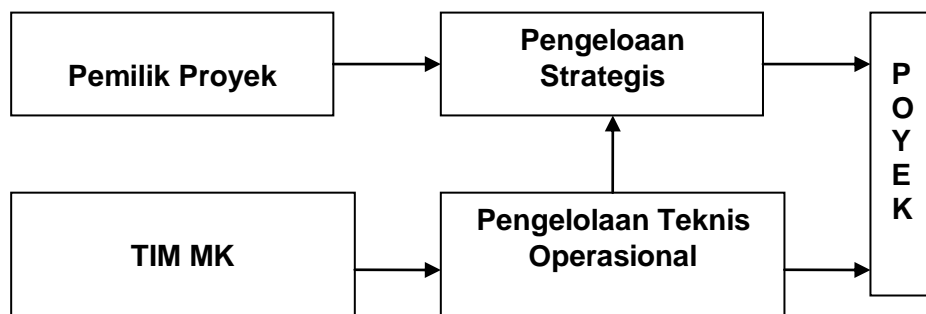 Pemilik Proyek
Pengeloaan
Strategis
P
O
Y
E
K
TIM MK
Pengelolaan Teknis
Operasional